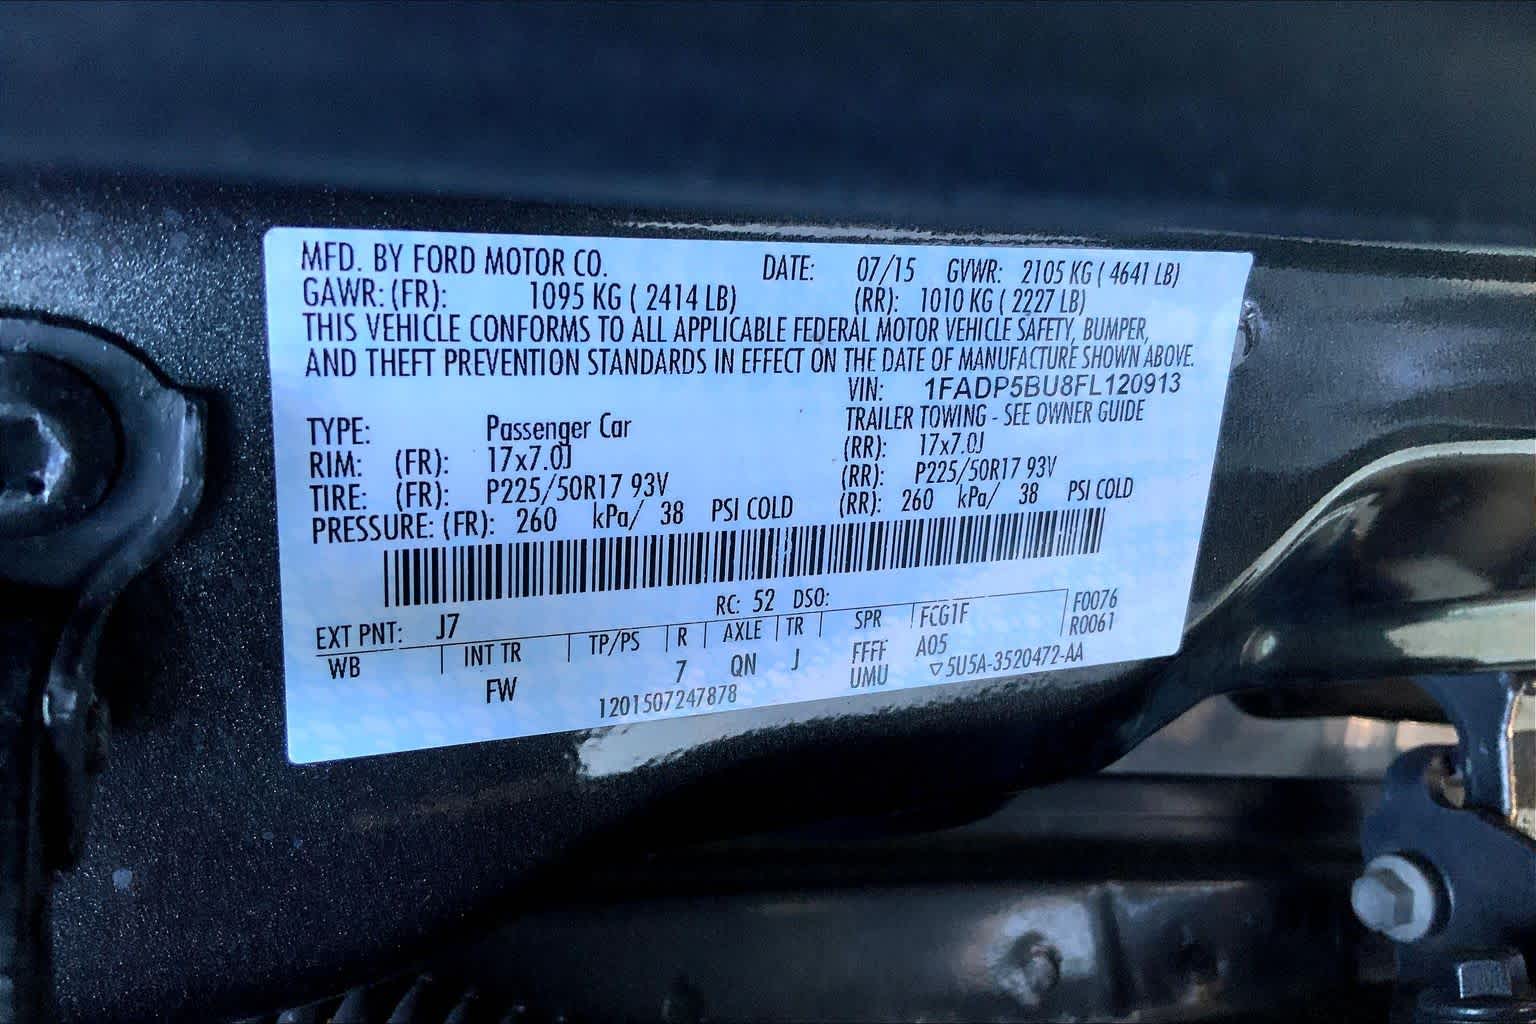 MFD. BY FORD MOTOR CO. DATE: 07/15 GVWR: 2105 KG ( 4641 LB)
GAWR: (FR): 1095 KG ( 2414 LB) (RR): 1010 KG ( 2227 LB)
THIS VEHICLE CONFORMS TO ALL APPLICABLE FEDERAL MOTOR VEHICLE SAFETY, BUMPER,
AND THEFT PREVENTION STANDARDS IN EFFECT ON THE DATE OF MANUFACTURE SHOWN ABOVE.
VIN: 1FADP5BU8FL120913
TYPE: Passenger Car TRAILER TOWING - SEE OWNER GUIDE
RIM: (FR): 17x7.0J (RR): 17x7.0J
TIRE: (FR): P225/50R17 93V (RR): P225/50R17 93V
PRESSURE: (FR): 260 kPa/ 38 PSI COLD (RR): 260 kPa/ 38 PSI COLD
RC: 52 DSO:
EXT PNT: J7 FCG1F F0076
WB INT TR TP/PS R AXLE TR SPR A05 R0061
FW 7 QN J FFFF
1201507247878 UMU ▽5U5A-3520472-AA